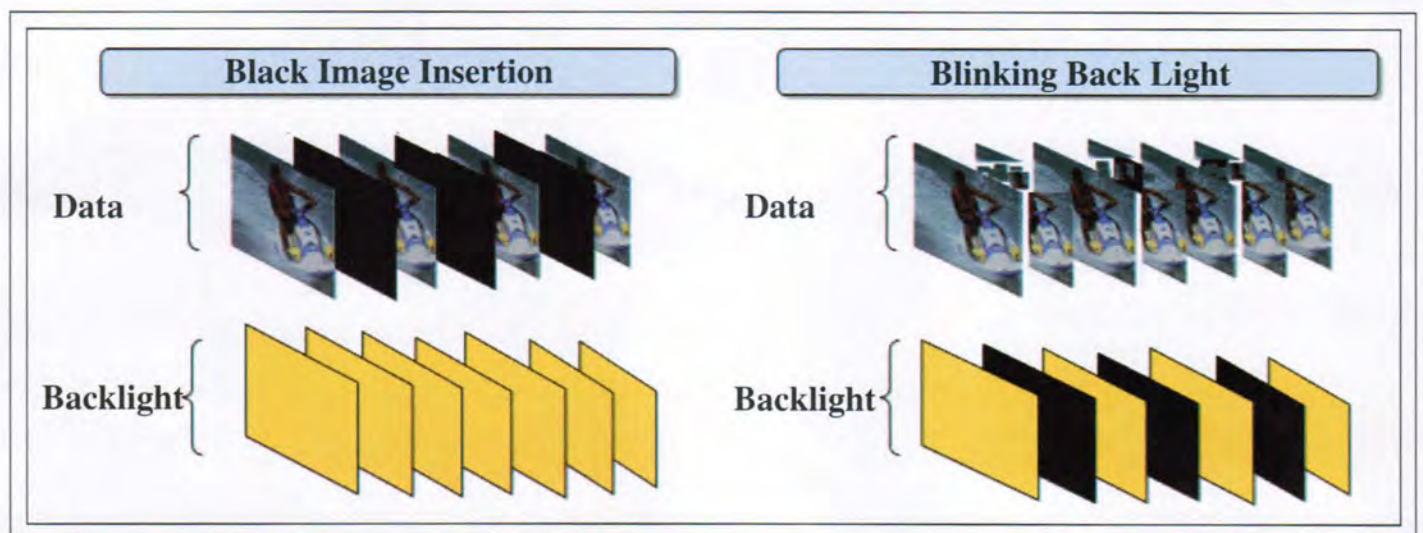 Black Image Insertion
Data
Backlight
Blinking Back Light
Data
Backlight